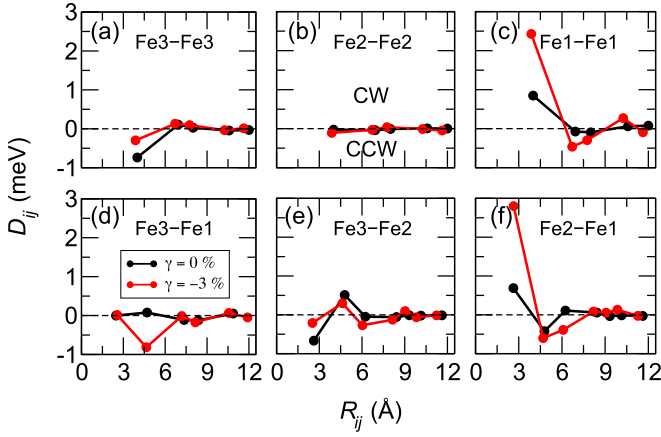 (a) Fe3−Fe3
(b) Fe2−Fe2
(c) Fe1−Fe1
3
2
1
0
-1
CW
CCW
D_ij (meV)
(d) Fe3−Fe1
(e) Fe3−Fe2
(f) Fe2−Fe1
3
2
1
0
-1
γ = 0 %
γ = −3 %
0 3 6 9 12 0 3 6 9 12 0 3 6 9 12
R_ij (Å)